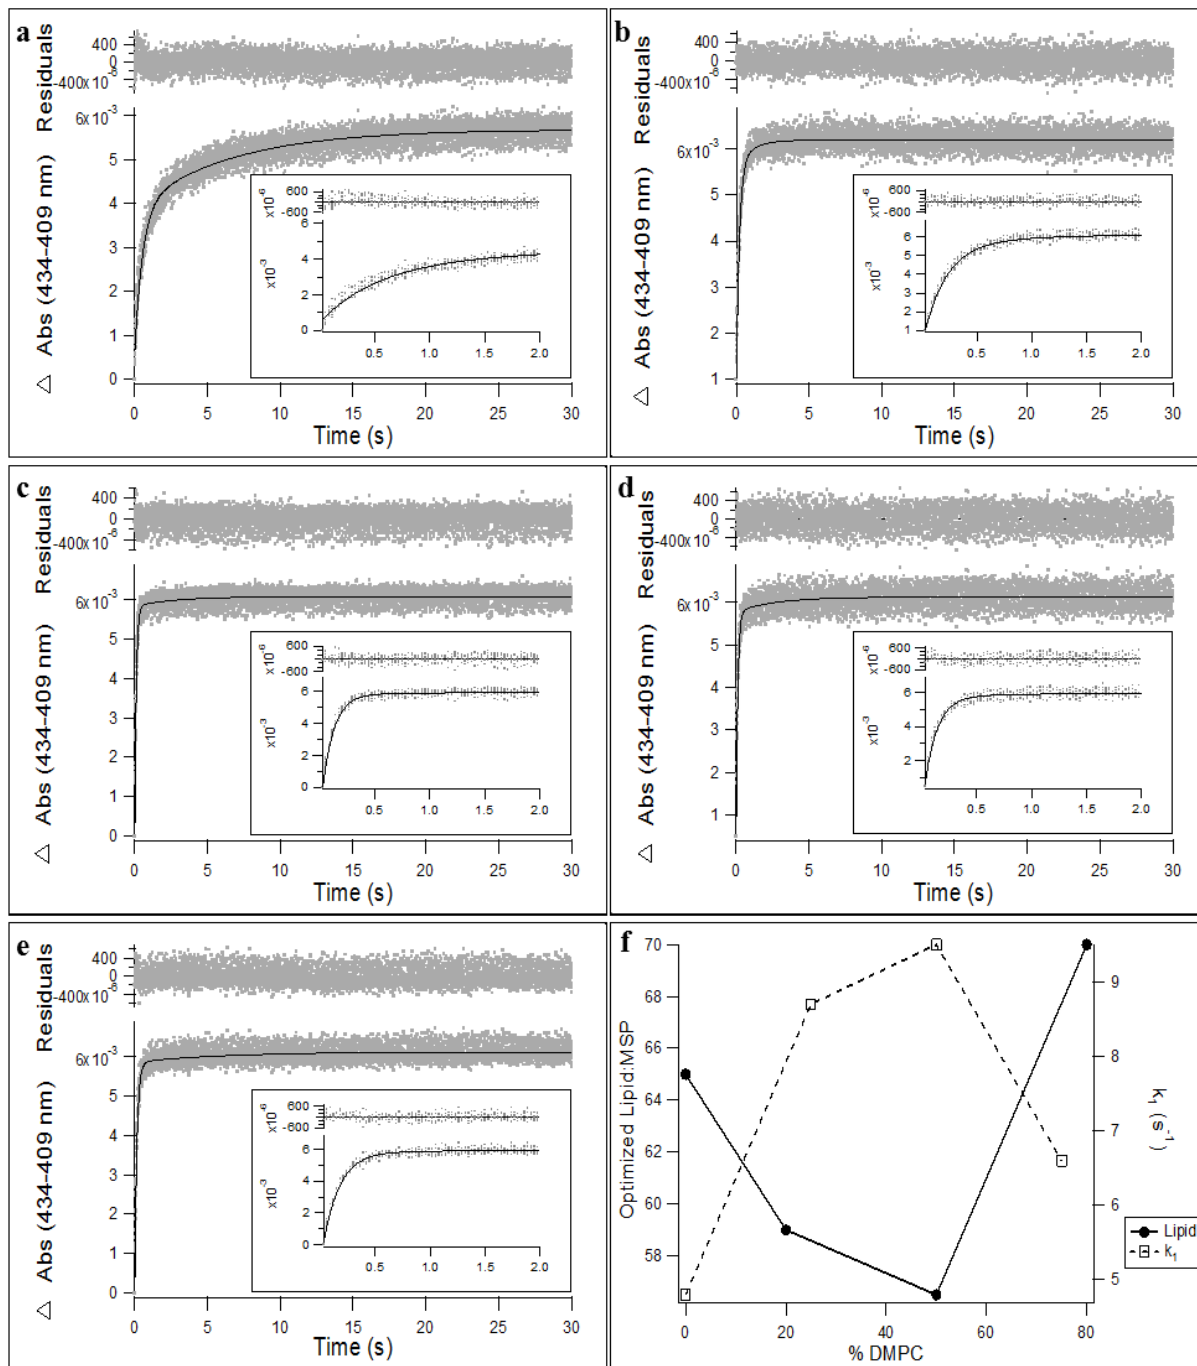 a
Residuals
400
0
-400x10^-6
Δ Abs (434-409 nm)
6x10^-3
5
4
3
2
1
0
x10^-6
600
-600
x10^-3
6
4
2
0
0.5 1.0 1.5 2.0
0 5 10 15 20 25 30
Time (s)
b
Residuals
400
0
-400x10^-6
Δ Abs (434-409 nm)
6x10^-3
5
4
3
2
1
x10^-6
600
-600
x10^-3
6
5
4
3
2
1
0.5 1.0 1.5 2.0
0 5 10 15 20 25 30
Time (s)
c
Residuals
400
0
-400x10^-6
Δ Abs (434-409 nm)
6x10^-3
5
4
3
2
1
0
x10^-6
600
-600
x10^-3
6
4
2
0
0.5 1.0 1.5 2.0
0 5 10 15 20 25 30
Time (s)
d
Residuals
400
0
-400x10^-6
Δ Abs (434-409 nm)
6x10^-3
5
4
3
2
1
x10^-6
600
-600
x10^-3
6
4
2
0.5 1.0 1.5 2.0
0 5 10 15 20 25 30
Time (s)
e
Residuals
400
0
-400x10^-6
Δ Abs (434-409 nm)
6x10^-3
5
4
3
2
1
0
x10^-6
600
-600
x10^-3
6
4
2
0
0.5 1.0 1.5 2.0
0 5 10 15 20 25 30
Time (s)
f
Optimized Lipid:MSP
70
68
66
64
62
60
58
9
8
7
6
5
k₁ (s^-1)
Lipid
k₁
0 20 40 60 80
% DMPC